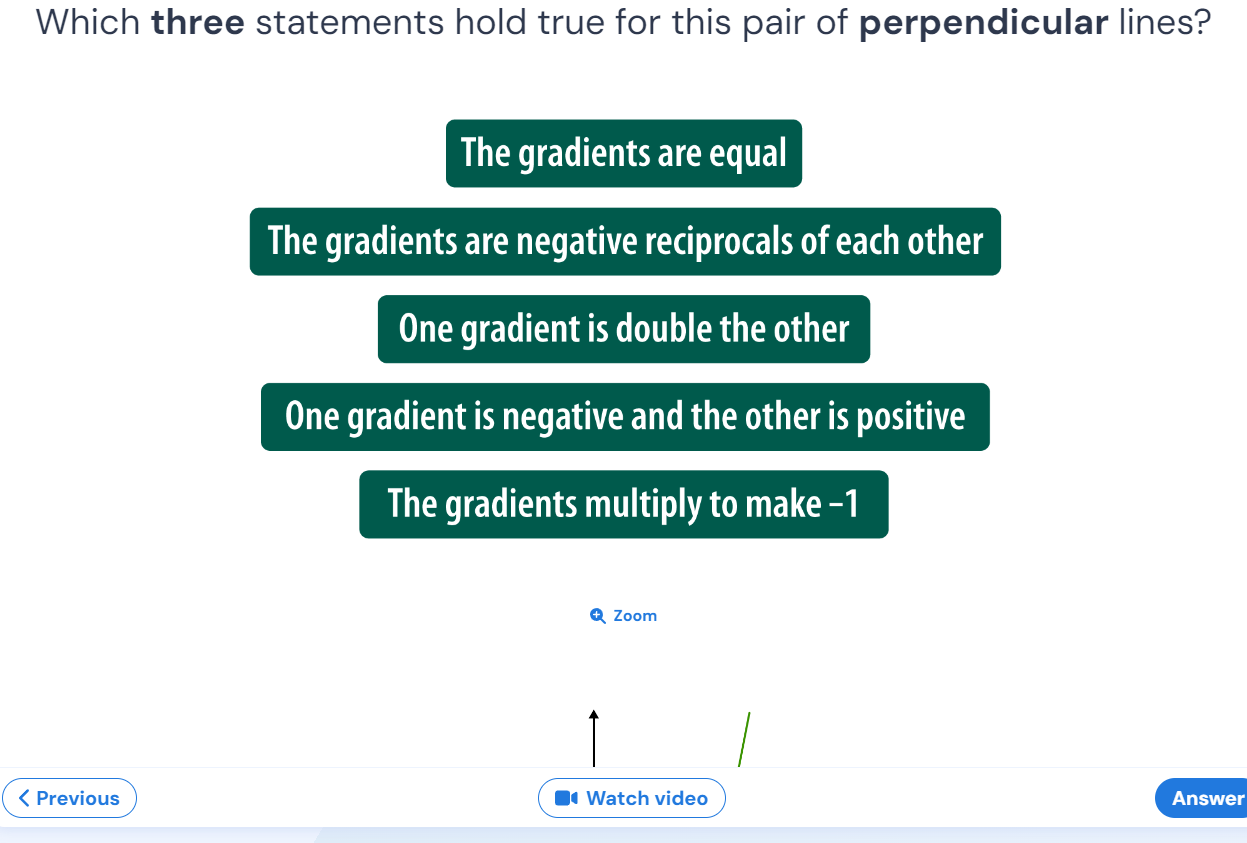 Which three statements hold true for this pair of perpendicular lines?
The gradients are equal
The gradients are negative reciprocals of each other
One gradient is double the other
One gradient is negative and the other is positive
The gradients multiply to make –1
Zoom
Previous
Watch video
Answer